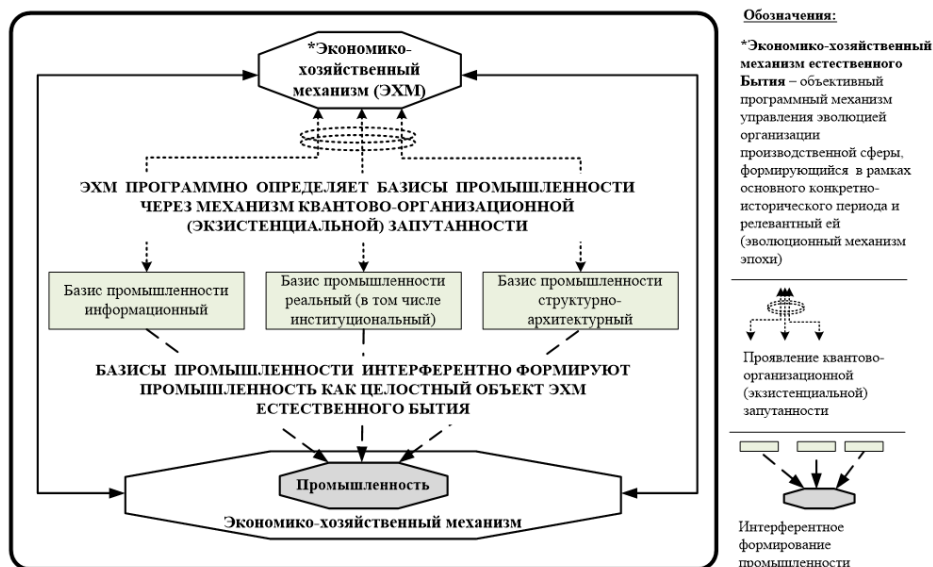 *Экономико-
хозяйственный
механизм (ЭХМ)
ЭХМ ПРОГРАММНО ОПРЕДЕЛЯЕТ БАЗИСЫ ПРОМЫШЛЕННОСТИ
ЧЕРЕЗ МЕХАНИЗМ КВАНТОВО-ОРГАНИЗАЦИОННОЙ
(ЭКЗИСТЕНЦИАЛЬНОЙ) ЗАПУТАННОСТИ
Базис промышленности
информационный
Базис промышленности
реальный (в том числе
институциональный)
Базис промышленности
структурно-
архитектурный
БАЗИСЫ ПРОМЫШЛЕННОСТИ ИНТЕРФЕРЕНТНО ФОРМИРУЮТ
ПРОМЫШЛЕННОСТЬ КАК ЦЕЛОСТНЫЙ ОБЪЕКТ ЭХМ
ЕСТЕСТВЕННОГО БЫТИЯ
Промышленность
Экономико-хозяйственный механизм
Обозначения:
*Экономико-хозяйственный
механизм естественного
Бытия – объективный
программный механизм
управления эволюцией
организации
производственной сферы,
формирующийся в рамках
основного конкретно-
исторического периода и
релевантный ей
(эволюционный механизм
эпохи)
Проявление квантово-
организационной
(экзистенциальной)
запутанности
Интерферентное
формирование
промышленности